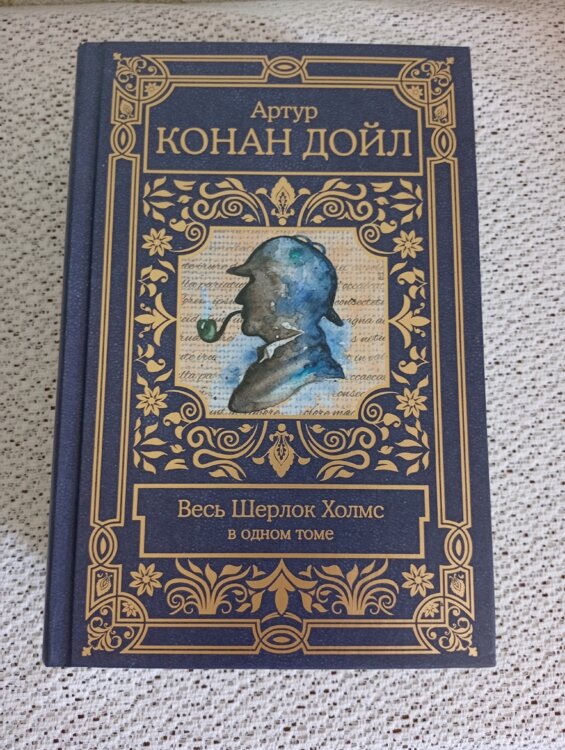 Артур
КОНАН ДОЙЛ
Весь Шерлок Холмс
в одном томе